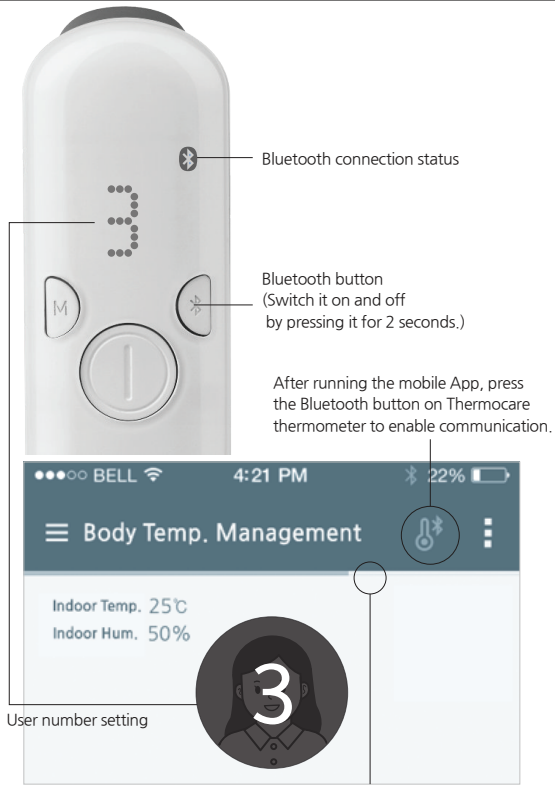 Bluetooth connection status
3
Bluetooth button
(Switch it on and off
by pressing it for 2 seconds.)
M
After running the mobile App, press
the Bluetooth button on Thermocare
thermometer to enable communication.
BELL 4:21 PM 22%
Body Temp. Management
Indoor Temp. 25℃
Indoor Hum. 50%
3
User number setting